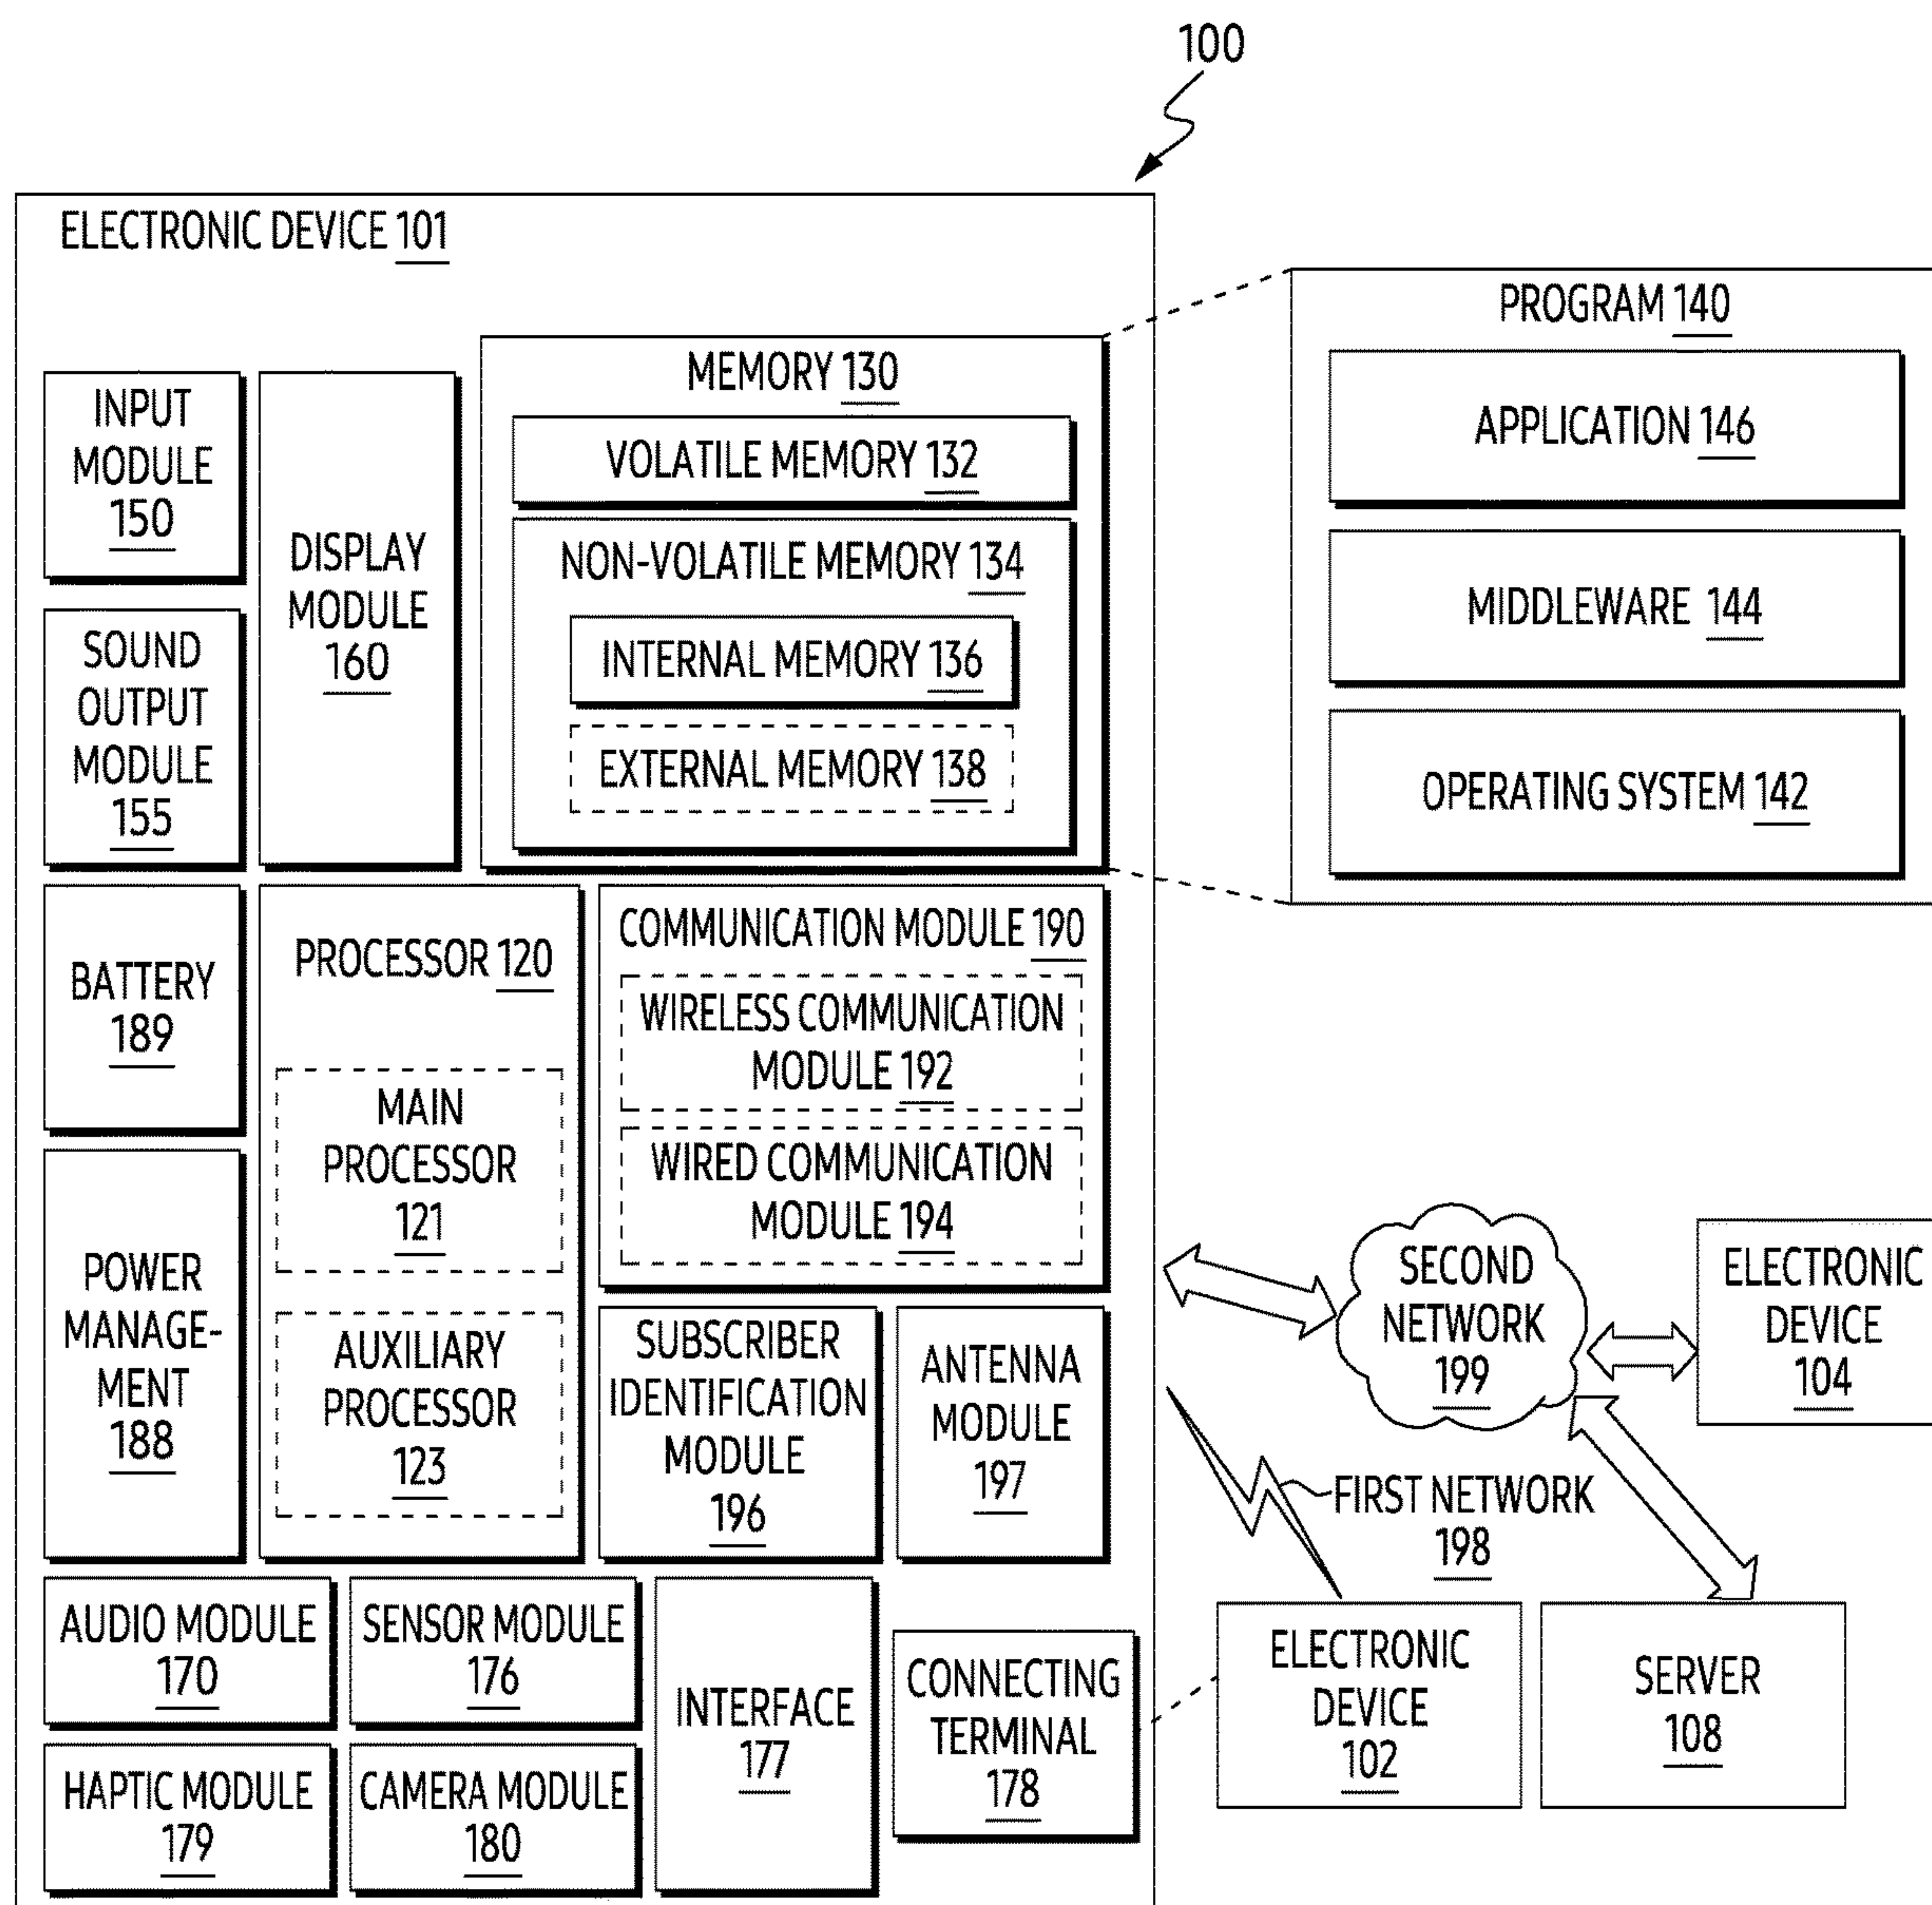 100
ELECTRONIC DEVICE 101
PROGRAM 140
APPLICATION 146
MIDDLEWARE 144
OPERATING SYSTEM 142
INPUT
MODULE
150
SOUND
OUTPUT
MODULE
155
DISPLAY
MODULE
160
MEMORY 130
VOLATILE MEMORY 132
NON-VOLATILE MEMORY 134
INTERNAL MEMORY 136
EXTERNAL MEMORY 138
BATTERY
189
POWER
MANAGE-
MENT
188
PROCESSOR 120
MAIN
PROCESSOR
121
AUXILIARY
PROCESSOR
123
COMMUNICATION MODULE 190
WIRELESS COMMUNICATION
MODULE 192
WIRED COMMUNICATION
MODULE 194
SUBSCRIBER
IDENTIFICATION
MODULE
196
ANTENNA
MODULE
197
SECOND
NETWORK
199
ELECTRONIC
DEVICE
104
FIRST NETWORK
198
AUDIO MODULE
170
SENSOR MODULE
176
HAPTIC MODULE
179
CAMERA MODULE
180
INTERFACE
177
CONNECTING
TERMINAL
178
ELECTRONIC
DEVICE
102
SERVER
108